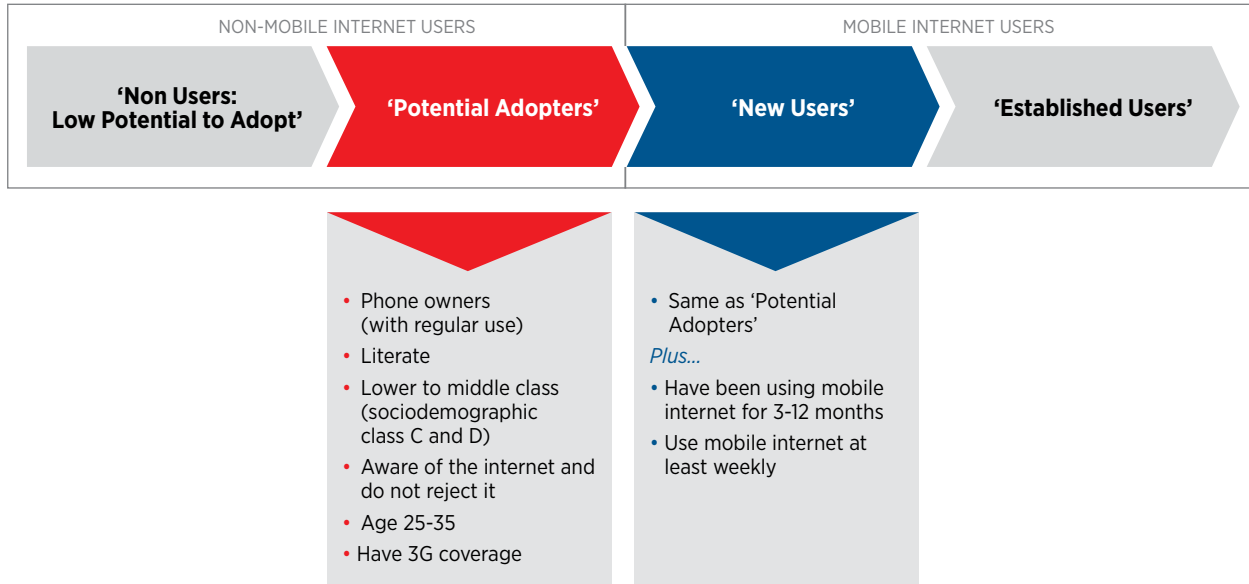 NON-MOBILE INTERNET USERS
MOBILE INTERNET USERS
‘Non Users:
Low Potential to Adopt’
‘Potential Adopters’
‘New Users’
‘Established Users’
• Phone owners
(with regular use)
• Literate
• Lower to middle class
(sociodemographic
class C and D)
• Aware of the internet and
do not reject it
• Age 25-35
• Have 3G coverage
• Same as ‘Potential
Adopters’
Plus...
• Have been using mobile
internet for 3-12 months
• Use mobile internet at
least weekly